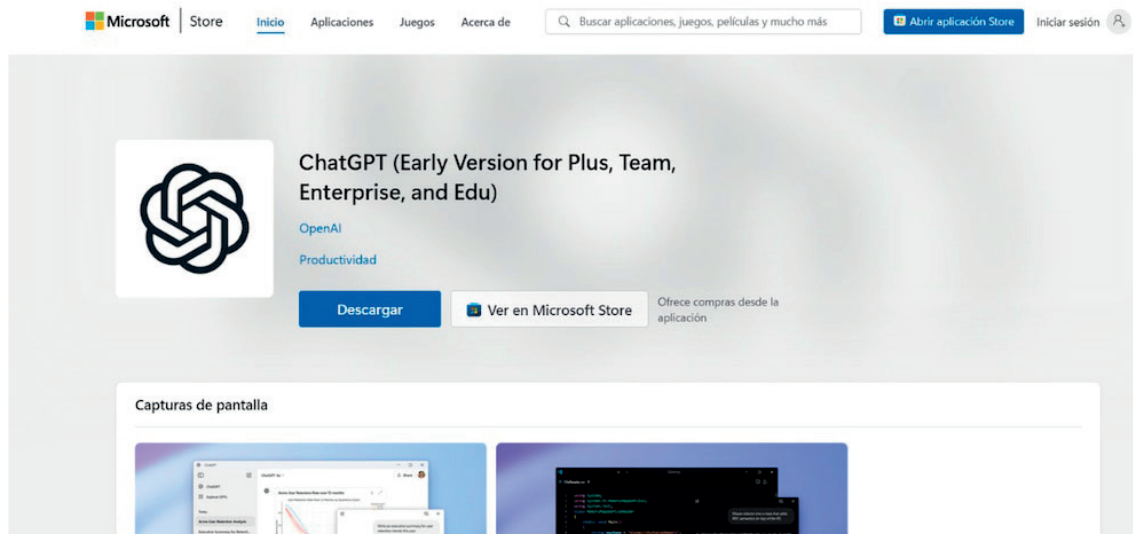 Microsoft Store Inicio Aplicaciones Juegos Acerca de Buscar aplicaciones, juegos, películas y mucho más Abrir aplicación Store Iniciar sesión
ChatGPT (Early Version for Plus, Team,
Enterprise, and Edu)
OpenAI
Productividad
Descargar
Ver en Microsoft Store
Ofrece compras desde la
aplicación
Capturas de pantalla